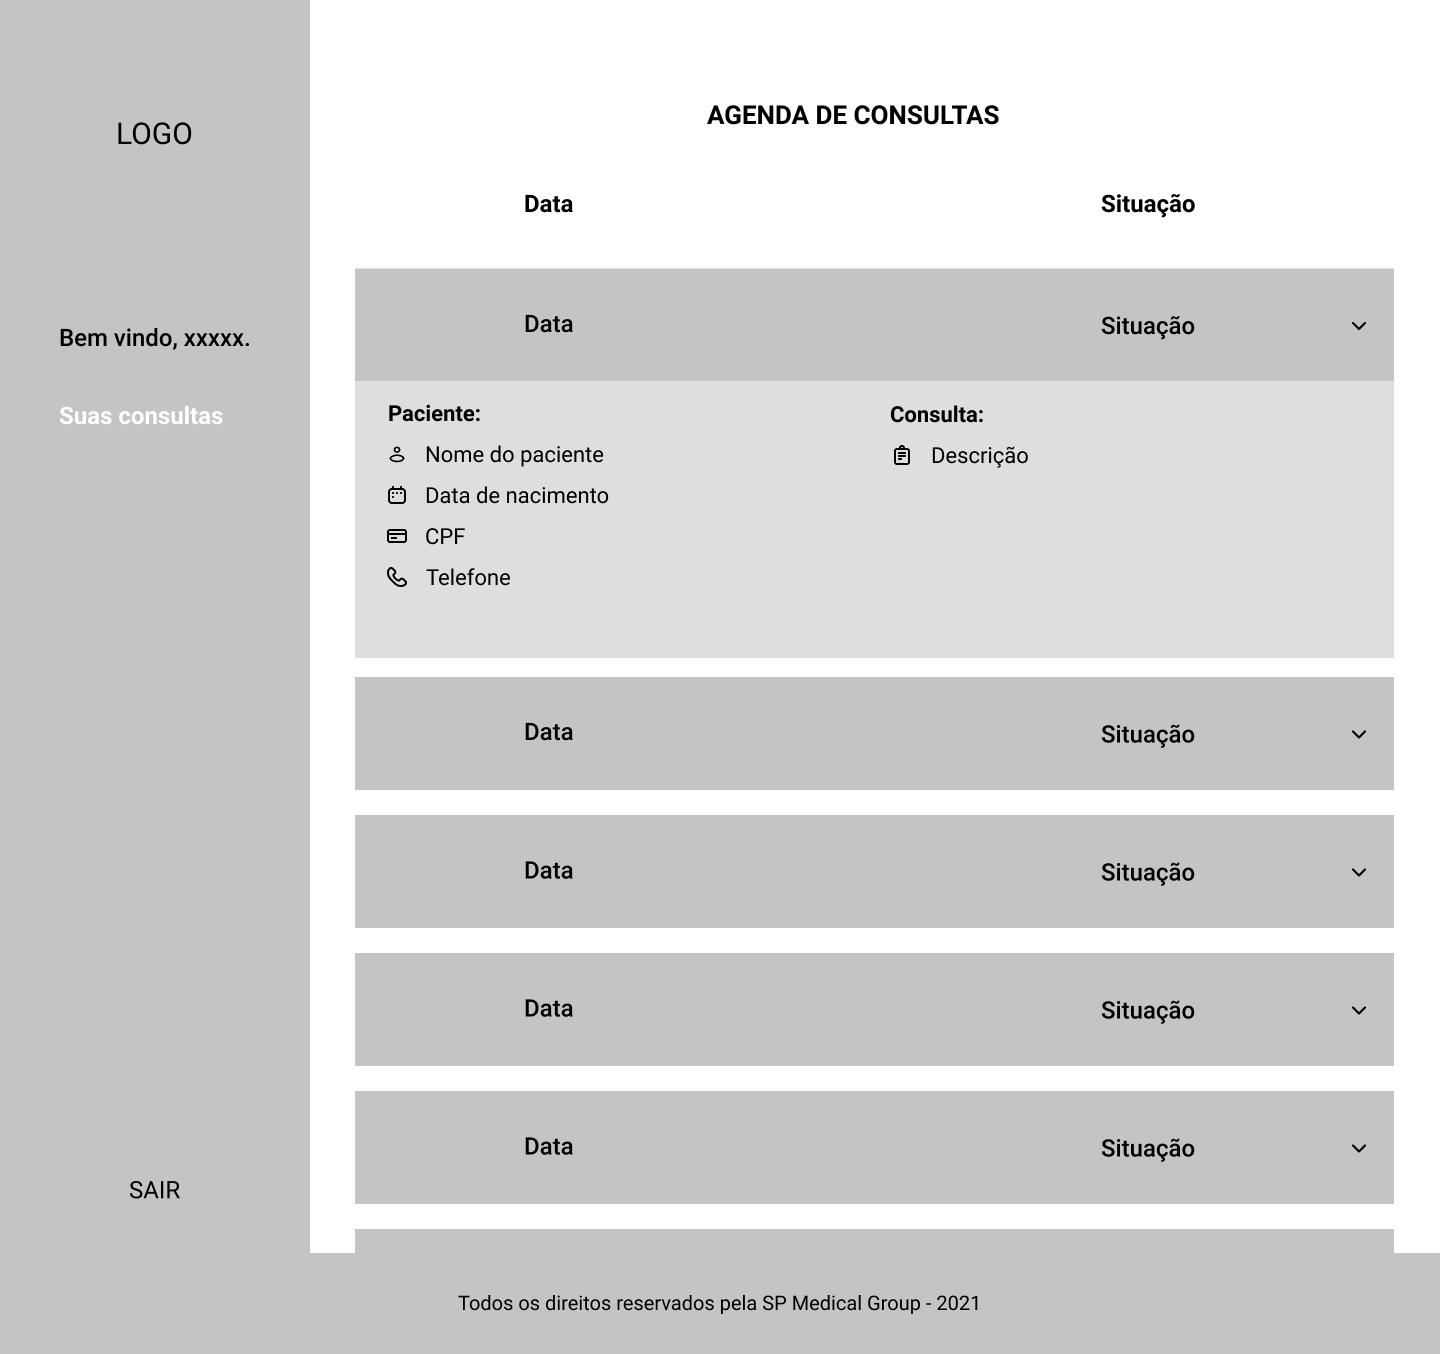 LOGO
Bem vindo, xxxxx.
Suas consultas
SAIR
AGENDA DE CONSULTAS
Data
Situação
Data
Situação
Paciente:
Nome do paciente
Data de nacimento
CPF
Telefone
Consulta:
Descrição
Data
Situação
Data
Situação
Data
Situação
Data
Situação
Todos os direitos reservados pela SP Medical Group - 2021